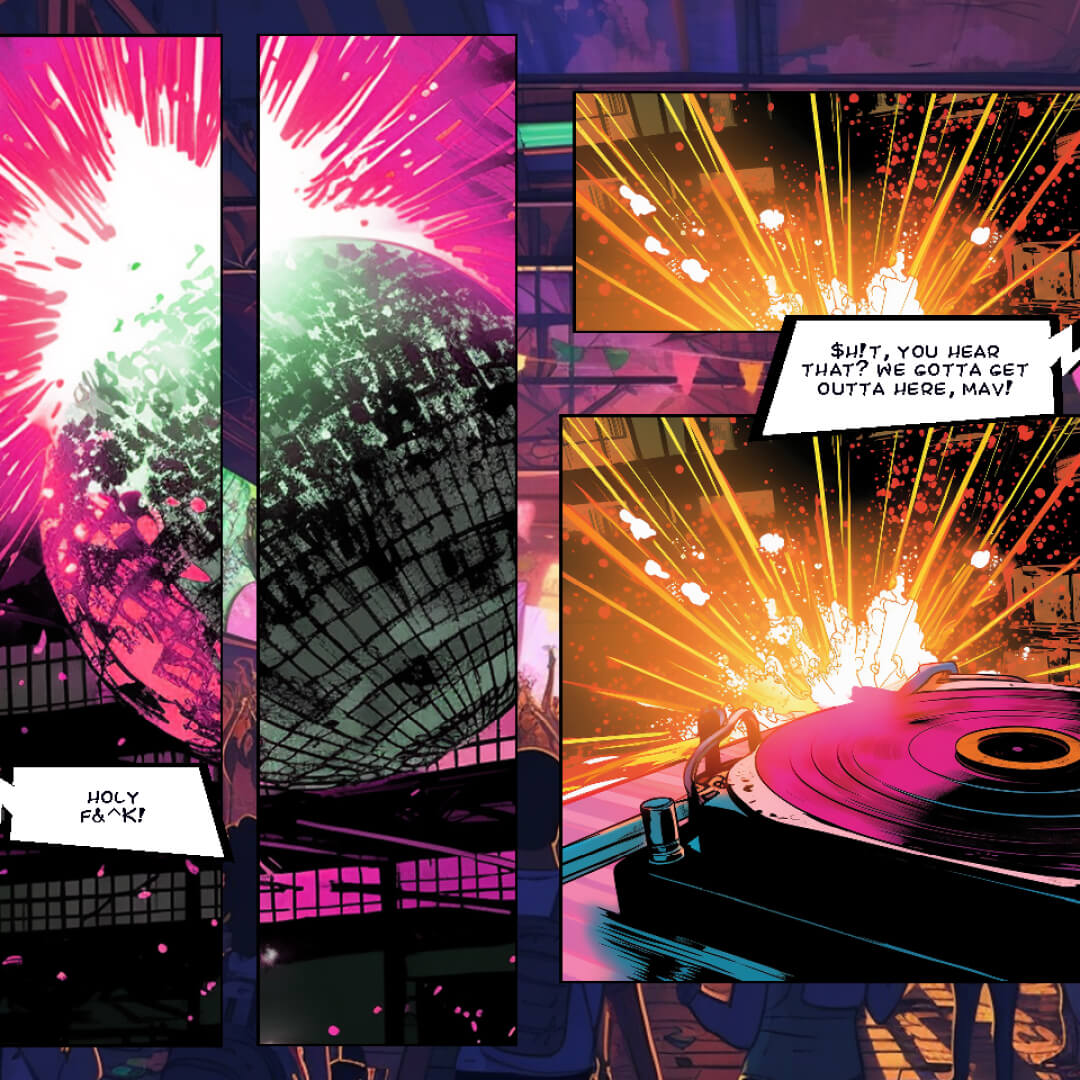 HOLY
F&^K!
$H!T, YOU HEAR
THAT? WE GOTTA GET
OUTTA HERE, MAV!